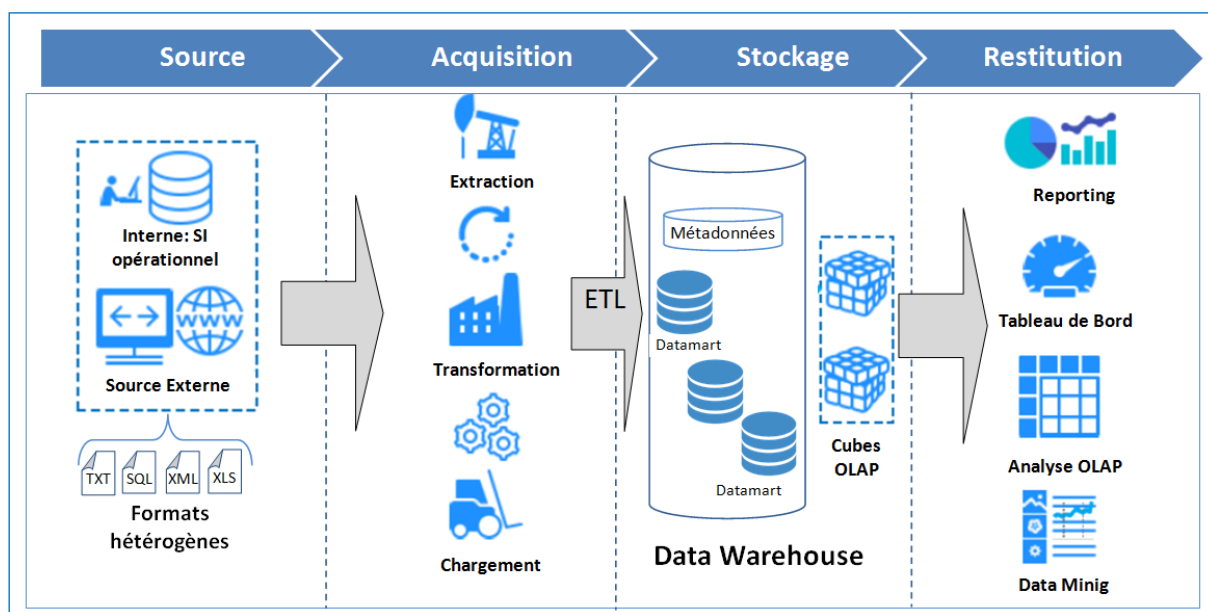 Source
Acquisition
Stockage
Restitution
Interne: SI
opérationnel
WWW
Source Externe
TXT
SQL
XML
XLS
Formats
hétérogènes
Extraction
Transformation
Chargement
ETL
Métadonnées
Datamart
Datamart
Cubes
OLAP
Data Warehouse
Reporting
Tableau de Bord
Analyse OLAP
Data Minig